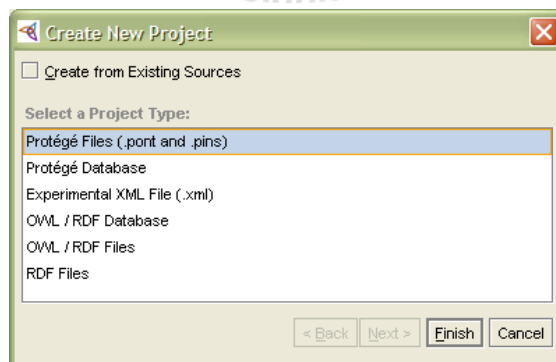 Create New Project
Create from Existing Sources
Select a Project Type:
Protégé Files (.pont and .pins)
Protégé Database
Experimental XML File (.xml)
OWL / RDF Database
OWL / RDF Files
RDF Files
< Back Next > Finish Cancel